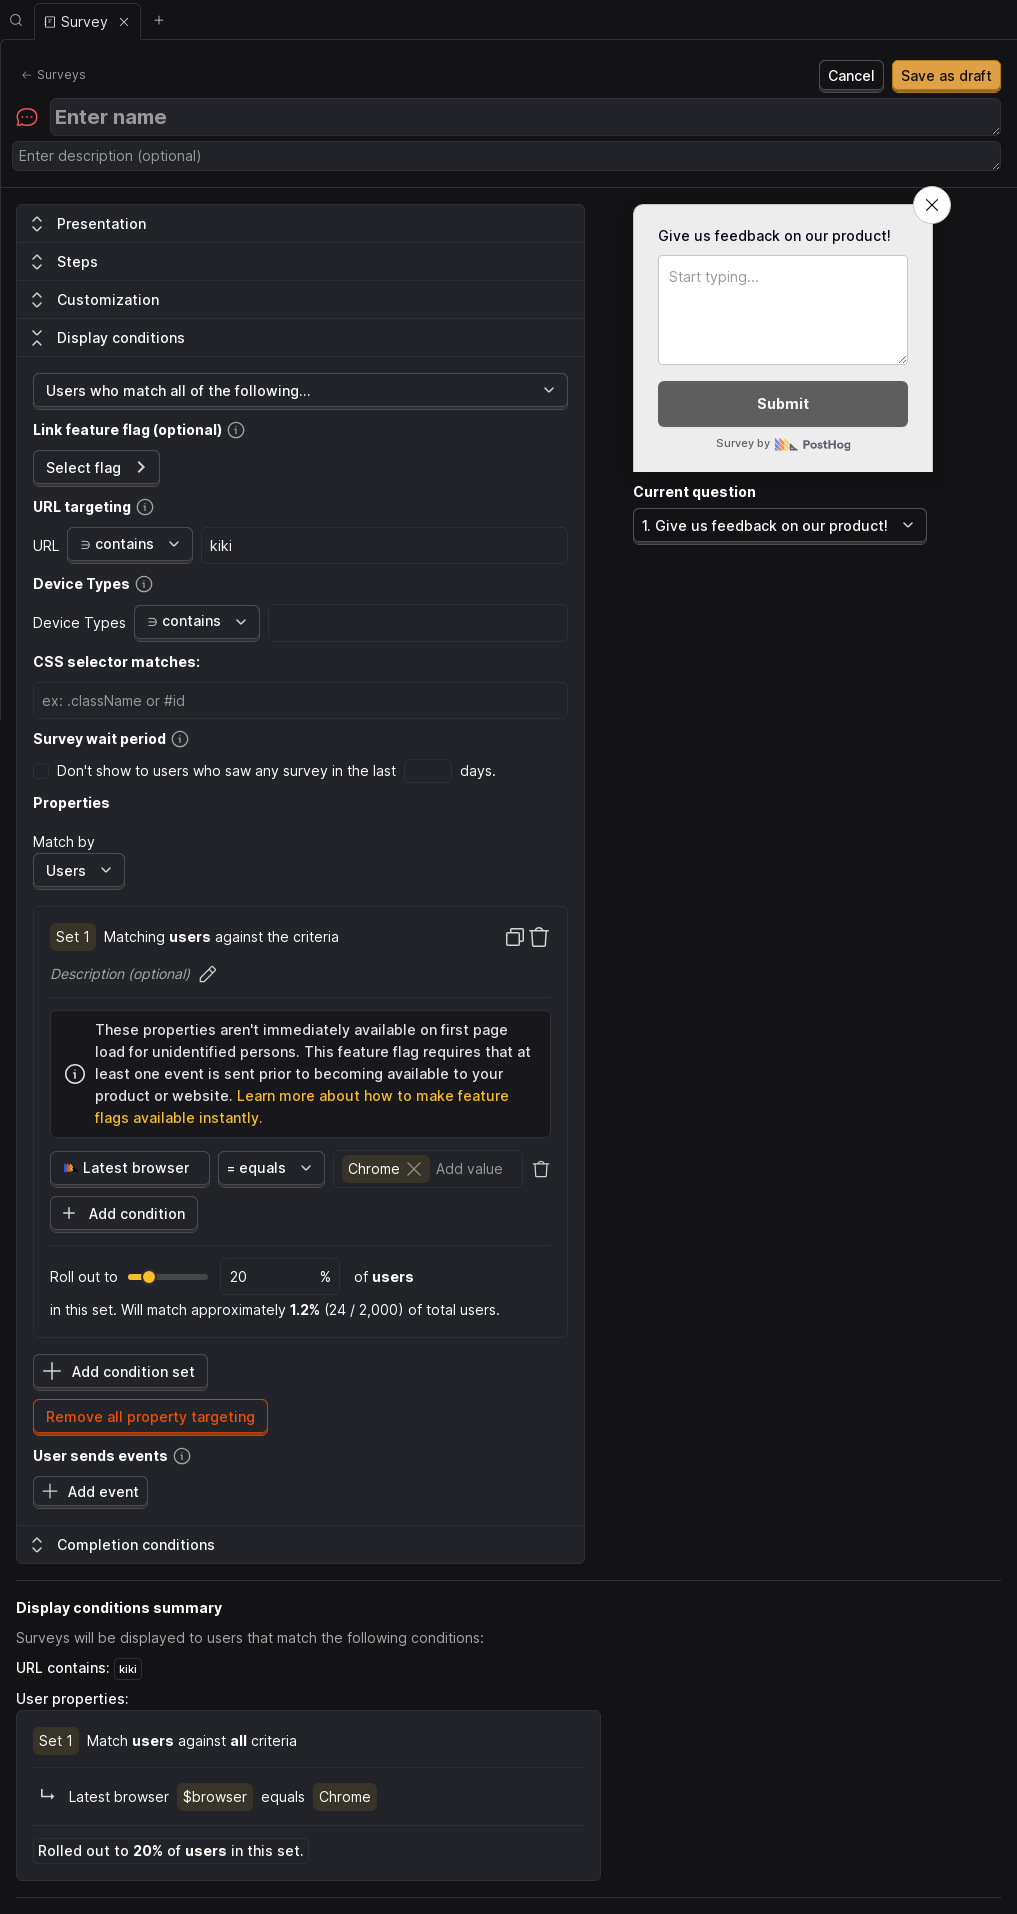 Survey
Surveys
Cancel
Save as draft
Enter name
Enter description (optional)
Presentation
Steps
Customization
Display conditions
Users who match all of the following...
Link feature flag (optional)
Select flag
URL targeting
URL
∋ contains
kiki
Device Types
Device Types
∋ contains
CSS selector matches:
ex: .className or #id
Survey wait period
Don't show to users who saw any survey in the last
days.
Properties
Match by
Users
Set 1
Matching users against the criteria
Description (optional)
These properties aren't immediately available on first page
load for unidentified persons. This feature flag requires that at
least one event is sent prior to becoming available to your
product or website. Learn more about how to make feature
flags available instantly.
Latest browser
= equals
Chrome
Add value
Add condition
Roll out to
20
%
of users
in this set. Will match approximately 1.2% (24 / 2,000) of total users.
Add condition set
Remove all property targeting
User sends events
Add event
Completion conditions
Give us feedback on our product!
Start typing...
Submit
Survey by PostHog
Current question
1. Give us feedback on our product!
Display conditions summary
Surveys will be displayed to users that match the following conditions:
URL contains: kiki
User properties:
Set 1 Match users against all criteria
Latest browser $browser equals Chrome
Rolled out to 20% of users in this set.